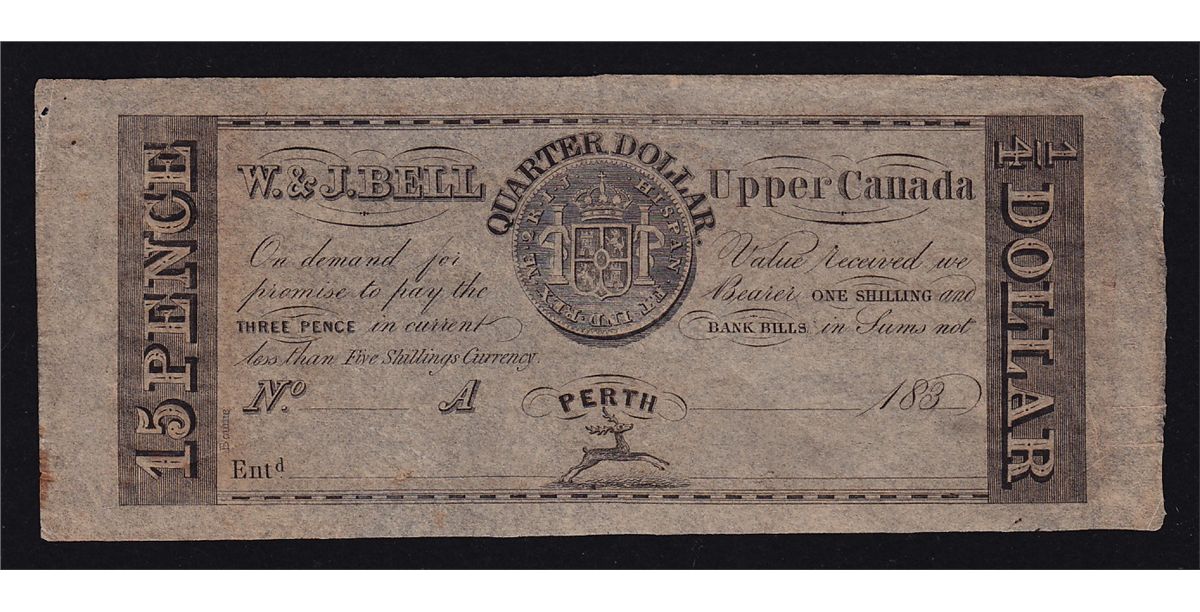 15 PENCE
W. & J. BELL
QUARTER DOLLAR.
Upper Canada
1/4 DOLLAR
On demand for Value received we
promise to pay the Bearer ONE SHILLING and
THREE PENCE in current BANK BILLS in Sums not
less than Five Shillings Currency.
No. A PERTH 183
Entd